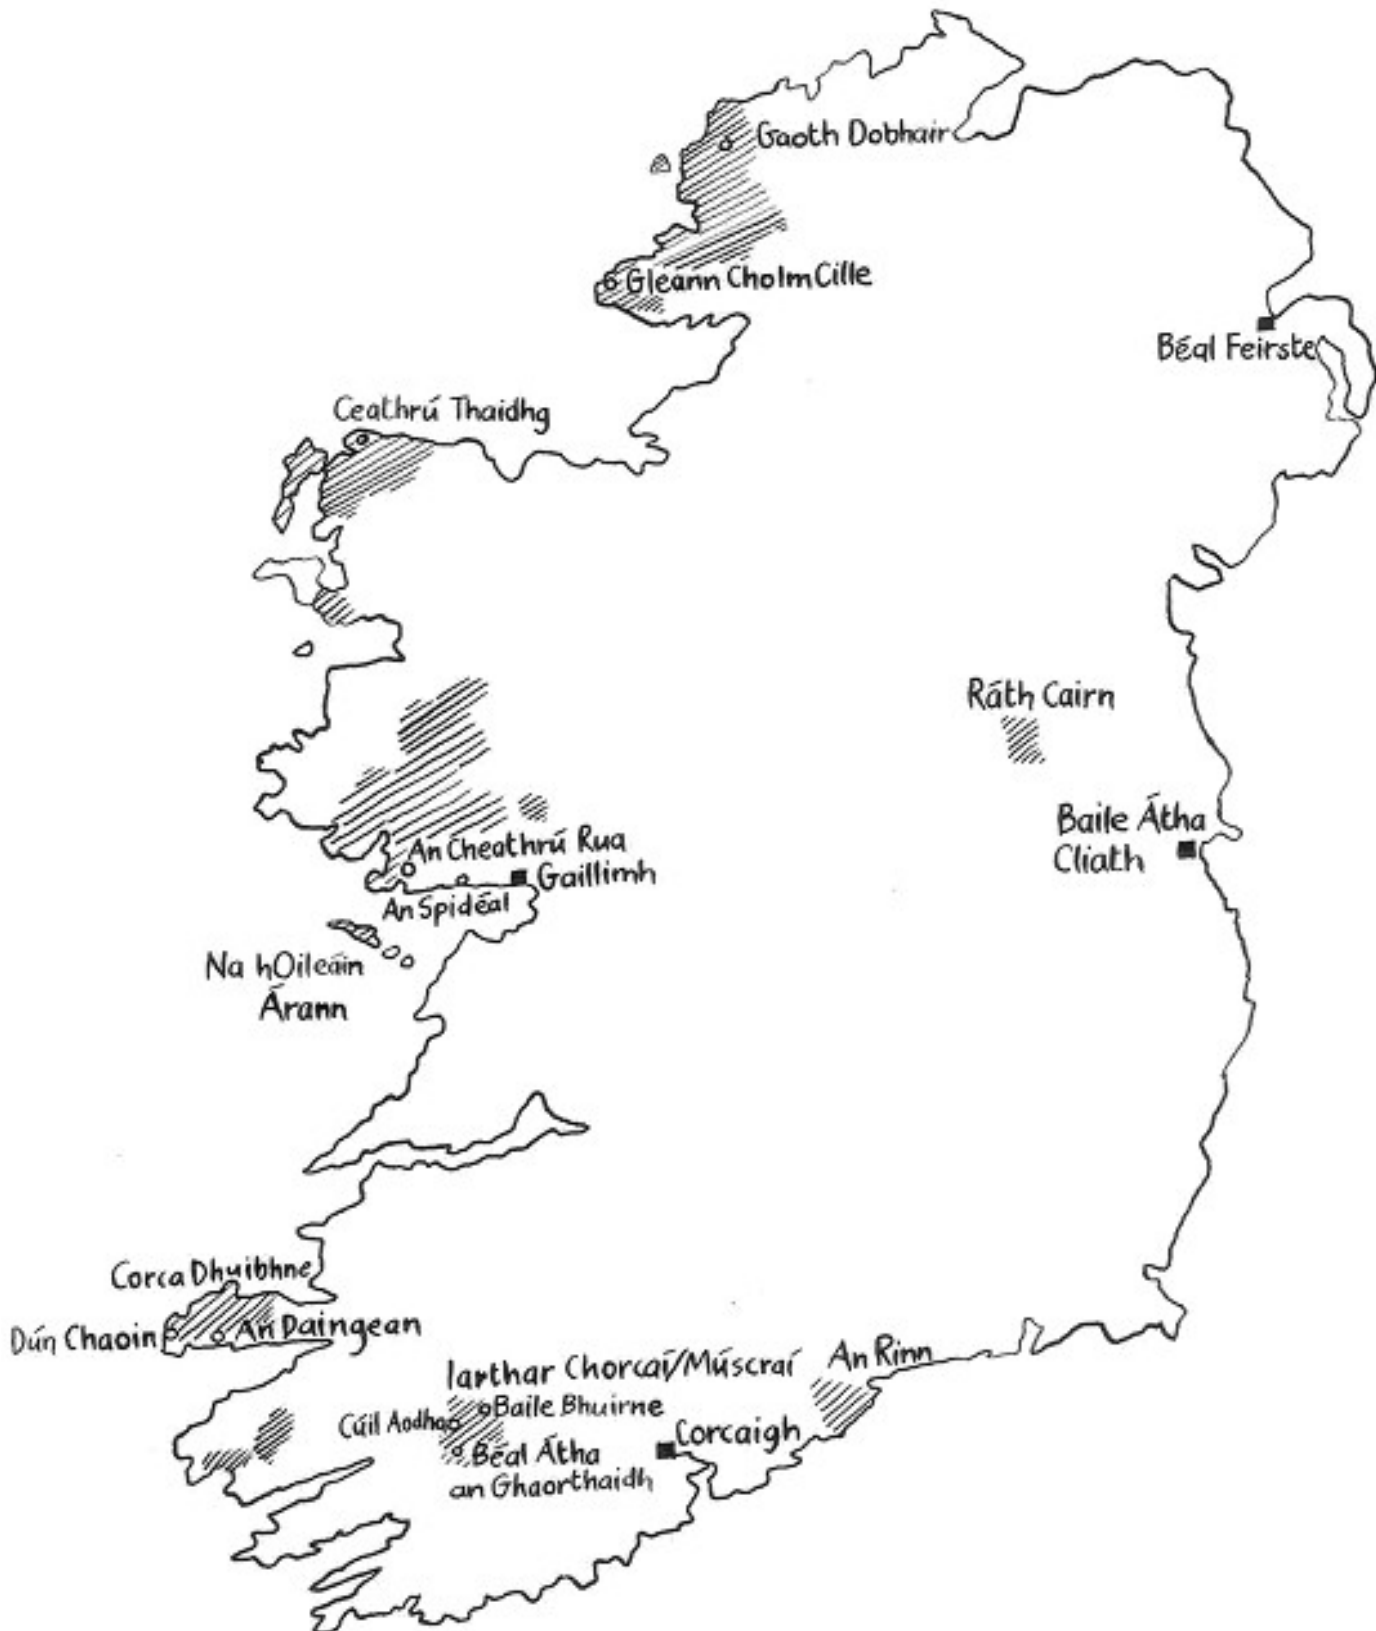 Gaoth Dobhair
Gleann Cholm Cille
Béal Feirste
Ceathrú Thaidhg
Ráth Cairn
Baile Átha
Cliath
An Cheathrú Rua
Gaillimh
An Spidéal
Na hOileáin
Árann
Corca Dhuibhne
Dún Chaoin
An Daingean
Iarthar Chorcaí/Múscraí
An Rinn
Baile Bhuirne
Cúil Aodha
Corcaigh
Béal Átha
an Ghaorthaidh